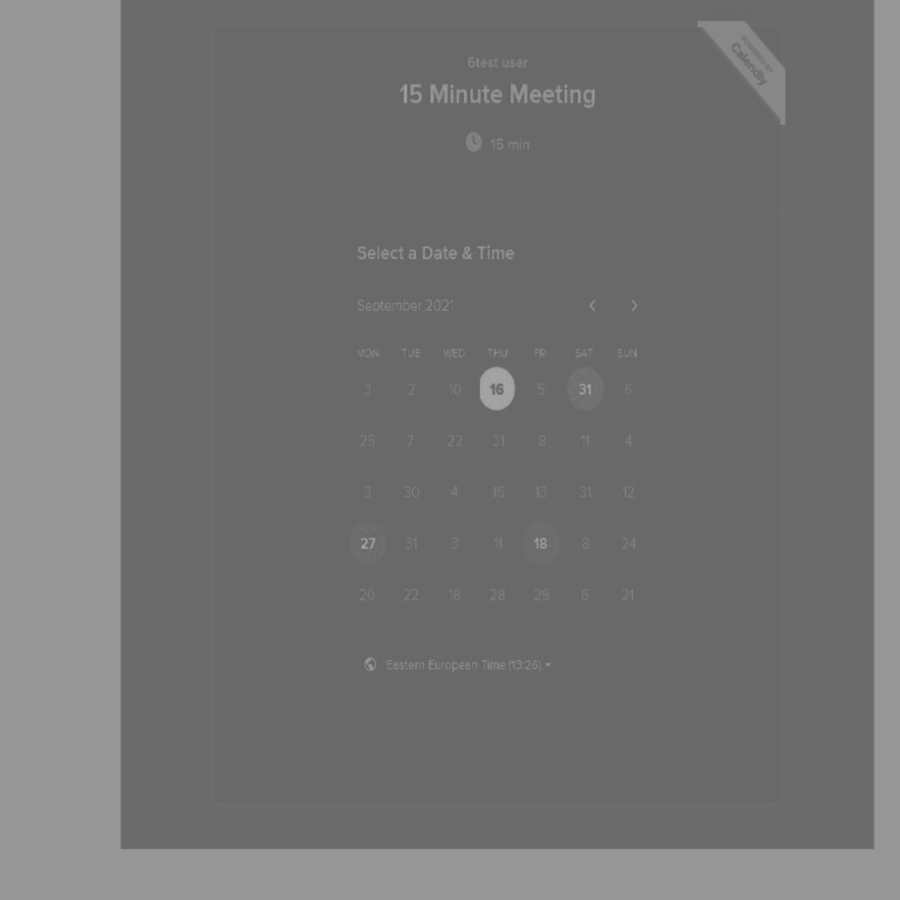 6test user
POWERED BY
Calendly
15 Minute Meeting
15 min
Select a Date & Time
September 2021
MON TUE WED THU FR SAT SUN
3 2 10 16 5 31 6
25 7 22 31 8 11 4
3 30 4 16 13 31 12
27 31 3 11 18 8 24
20 22 18 28 29 6 21
Eastern European Time (13:26)